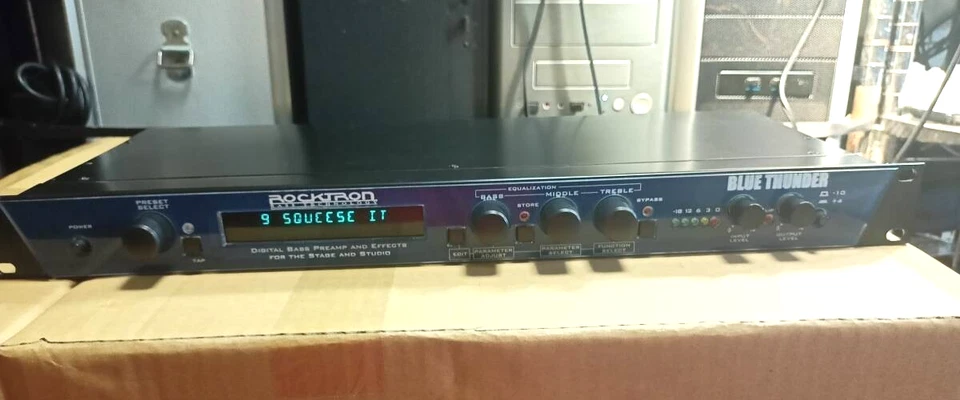 POWER
PRESET
SELECT
TAP
ROCKTRON
9 SQUEESE IT
DIGITAL BASS PREAMP AND EFFECTS
FOR THE STAGE AND STUDIO
EQUALIZATION
BASS
MIDDLE
TREBLE
STORE
BYPASS
EDIT
PARAMETER
ADJUST
PARAMETER
SELECT
FUNCTION
SELECT
BLUE THUNDER
-18 12 6 3 0
INPUT
LEVEL
OUTPUT
LEVEL
-10